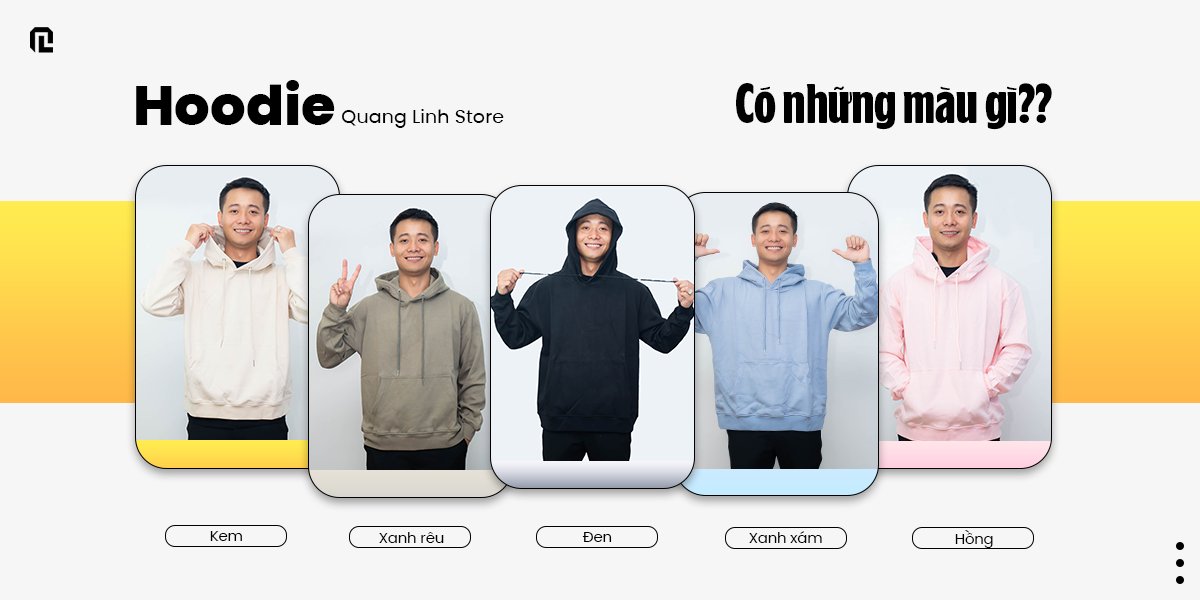 Hoodie Quang Linh Store
Có những màu gì??
Kem
Xanh rêu
Đen
Xanh xám
Hồng